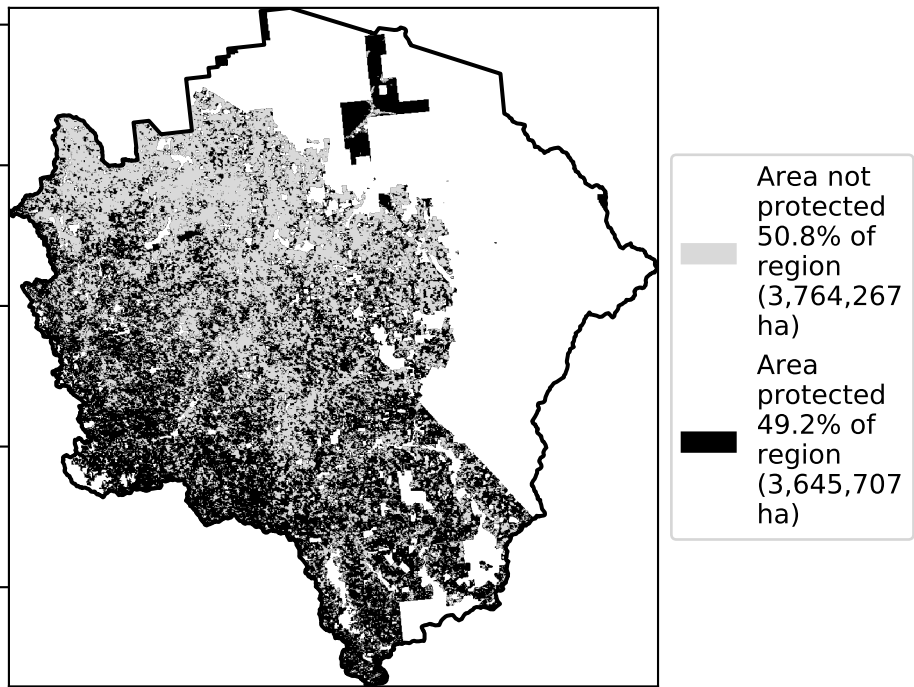 Area not
protected
50.8% of
region
(3,764,267
ha)
Area
protected
49.2% of
region
(3,645,707
ha)